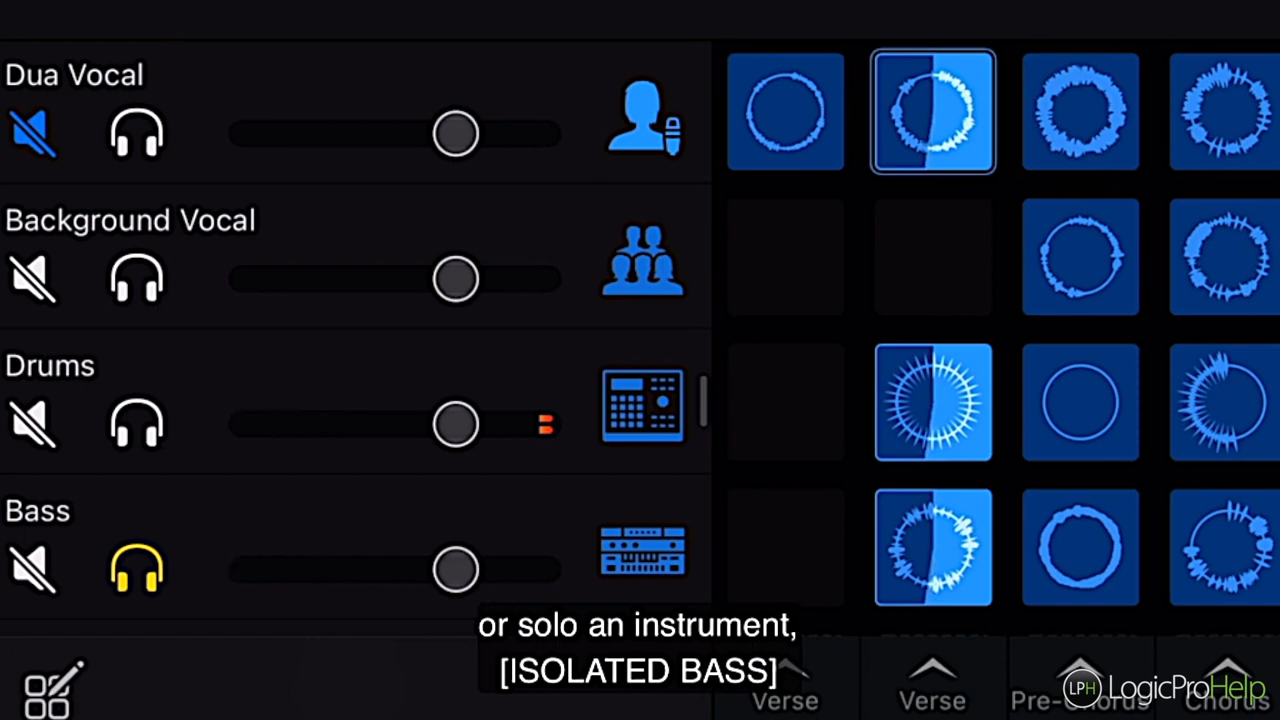 Dua Vocal
Background Vocal
Drums
Bass
or solo an instrument,
[ISOLATED BASS]
Verse
Verse
Pre-Chorus
Chorus
LPH LogicProHelp